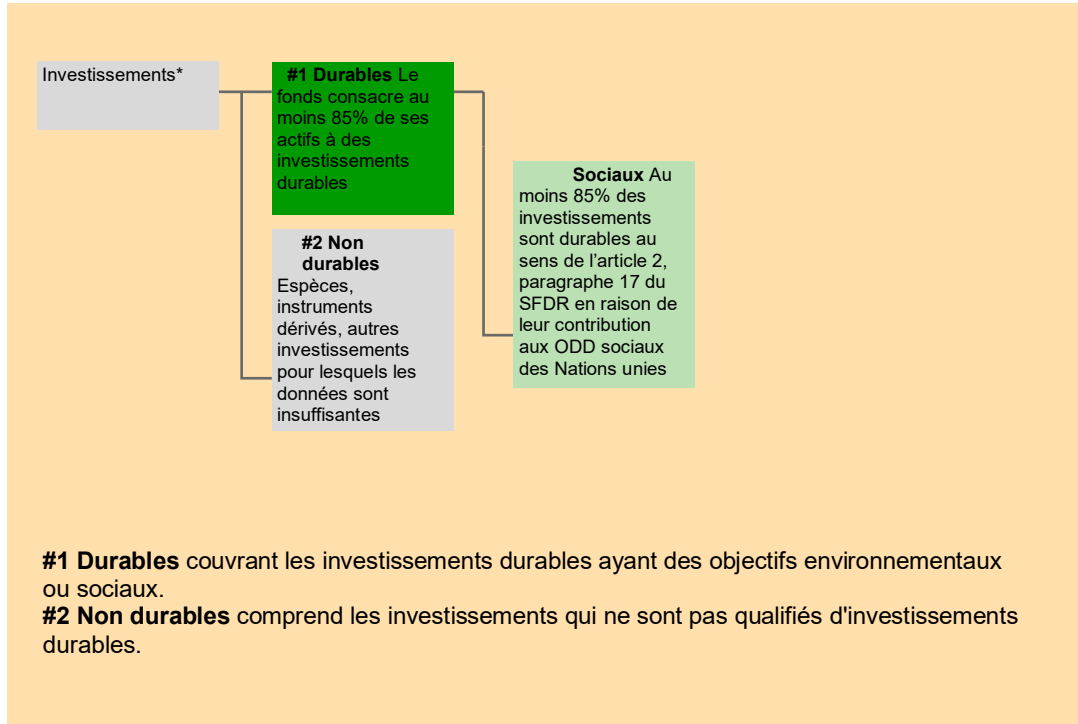 Investissements*
#1 Durables Le
fonds consacre au
moins 85% de ses
actifs à des
investissements
durables
#2 Non
durables
Espèces,
instruments
dérivés, autres
investissements
pour lesquels les
données sont
insuffisantes
Sociaux Au
moins 85% des
investissements
sont durables au
sens de l’article 2,
paragraphe 17 du
SFDR en raison de
leur contribution
aux ODD sociaux
des Nations unies
#1 Durables couvrant les investissements durables ayant des objectifs environnementaux
ou sociaux.
#2 Non durables comprend les investissements qui ne sont pas qualifiés d'investissements
durables.